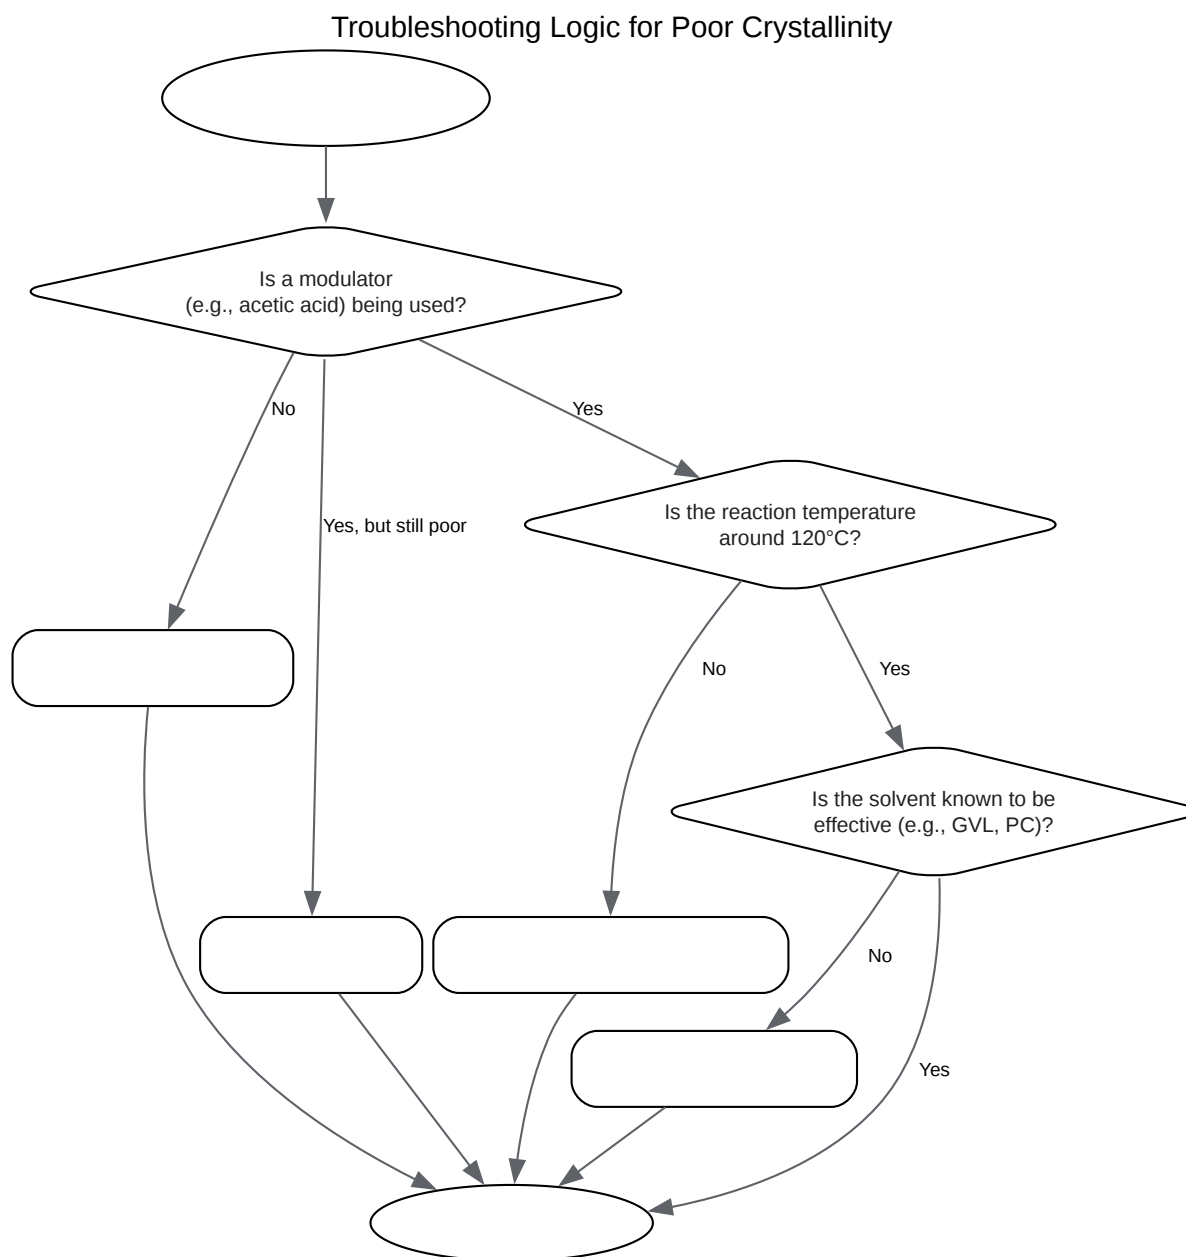 Troubleshooting Logic for Poor Crystallinity
Is a modulator
(e.g., acetic acid) being used?
No
Yes
Yes, but still poor
Is the reaction temperature
around 120°C?
No
Yes
Is the solvent known to be
effective (e.g., GVL, PC)?
No
Yes